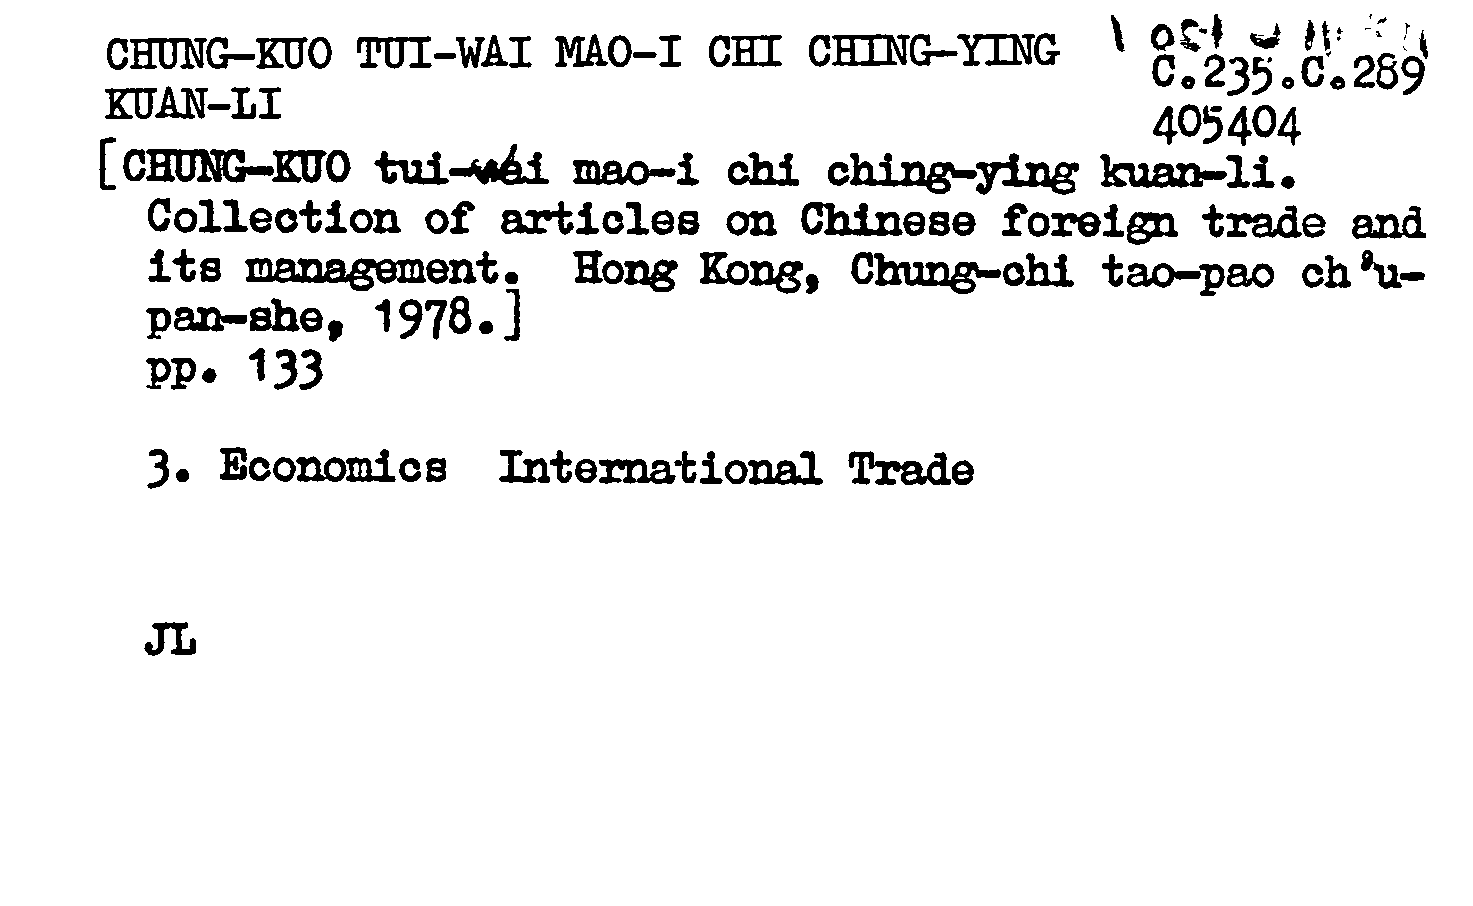 CHUNG-KUO TUI-WAI MAO-I CHI CHING-YING
KUAN-LI
C.235.C.289
405404
[CHUNG-KUO tui-wai mao-i chi ching-ying kuan-li.
Collection of articles on Chinese foreign trade and
its management. Hong Kong, Chung-chi tao-pao ch'u-
pan-she, 1978.]
pp. 133
3. Economics International Trade
JL